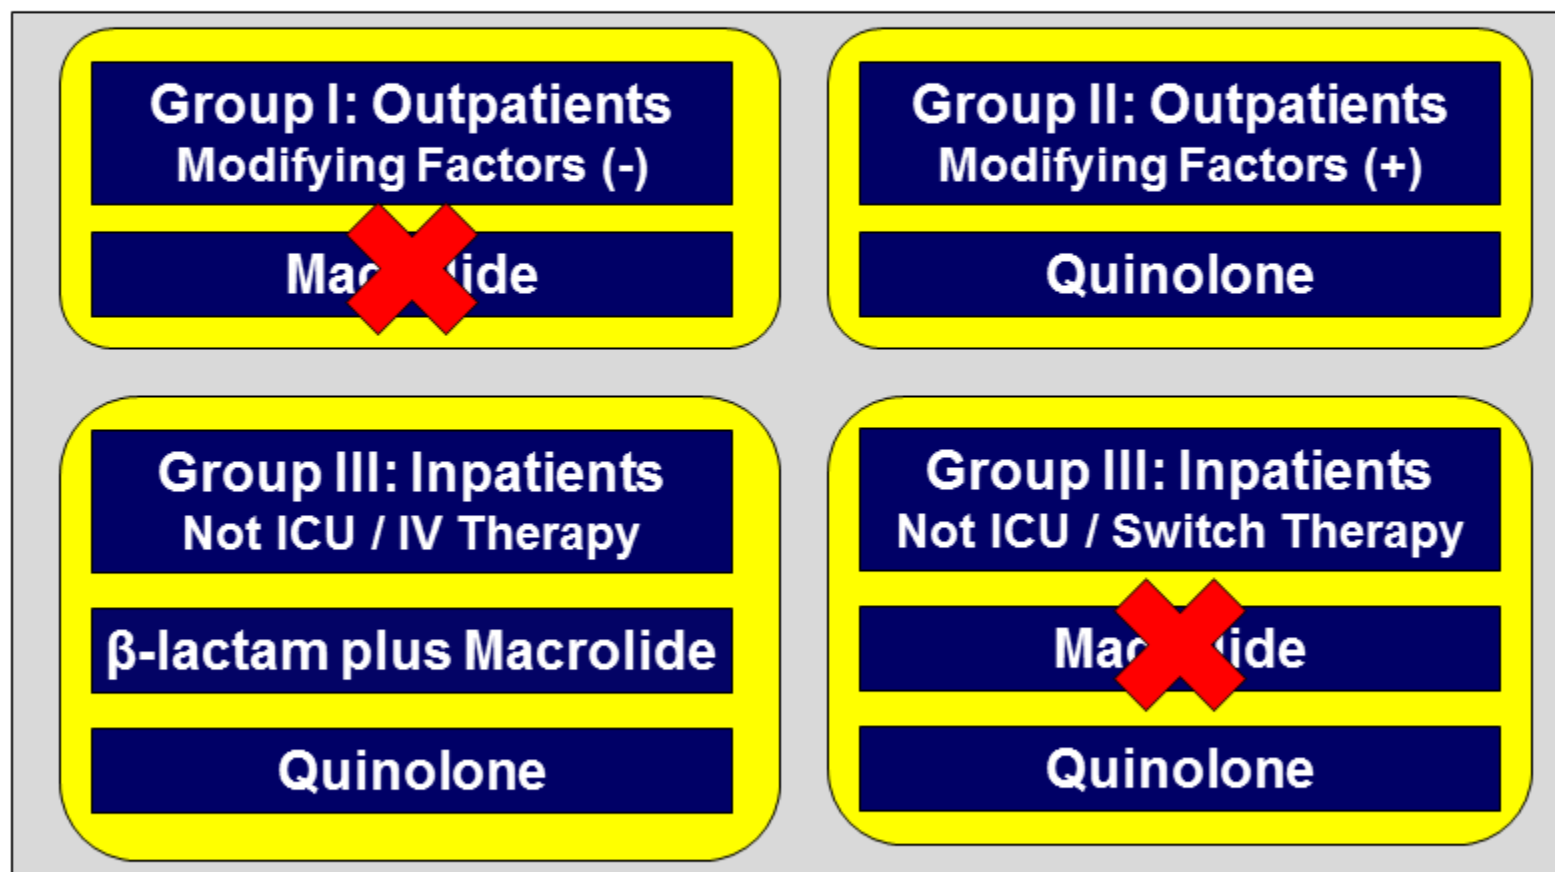 Group I: Outpatients
Modifying Factors (-)
Group II: Outpatients
Modifying Factors (+)
Quinolone
Group III: Inpatients
Not ICU / IV Therapy
β-lactam plus Macrolide
Quinolone
Group III: Inpatients
Not ICU / Switch Therapy
Quinolone